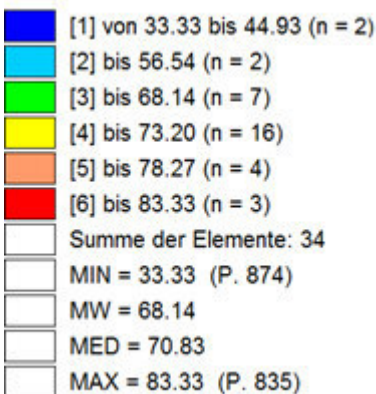 [1] von 33.33 bis 44.93 (n = 2)
[2] bis 56.54 (n = 2)
[3] bis 68.14 (n = 7)
[4] bis 73.20 (n = 16)
[5] bis 78.27 (n = 4)
[6] bis 83.33 (n = 3)
Summe der Elemente: 34
MIN = 33.33 (P. 874)
MW = 68.14
MED = 70.83
MAX = 83.33 (P. 835)